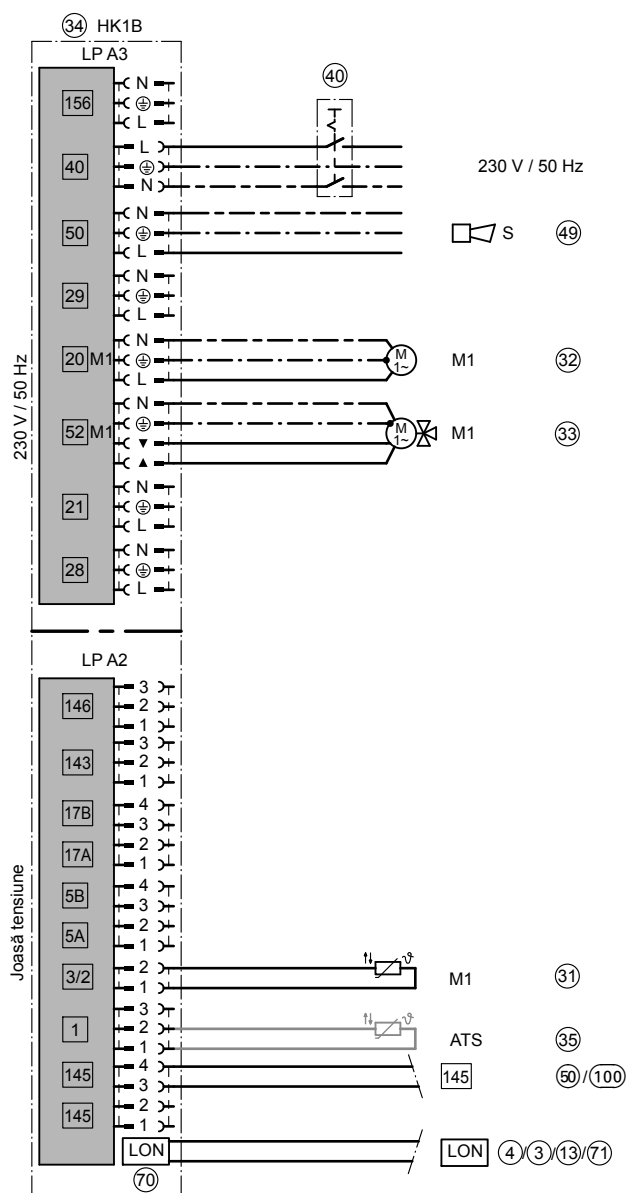 34 HK1B
LP A3
40
230 V / 50 Hz
156
N
L
40
L
N
230 V / 50 Hz
50
N
L
S 49
29
N
L
20 M1
N
L
M 1~
M1 32
52 M1
N
▼
▲
M 1~
M1 33
21
N
L
28
N
L
LP A2
Joasă tensiune
146
3
2
1
143
3
2
1
17B
4
3
17A
2
1
5B
4
3
5A
2
1
3/2
2
1
ϑ
M1 31
1
3
2
1
ϑ
ATS 35
145
4
3
145 50/100
145
2
1
LON
LON 4/3/13/71
70